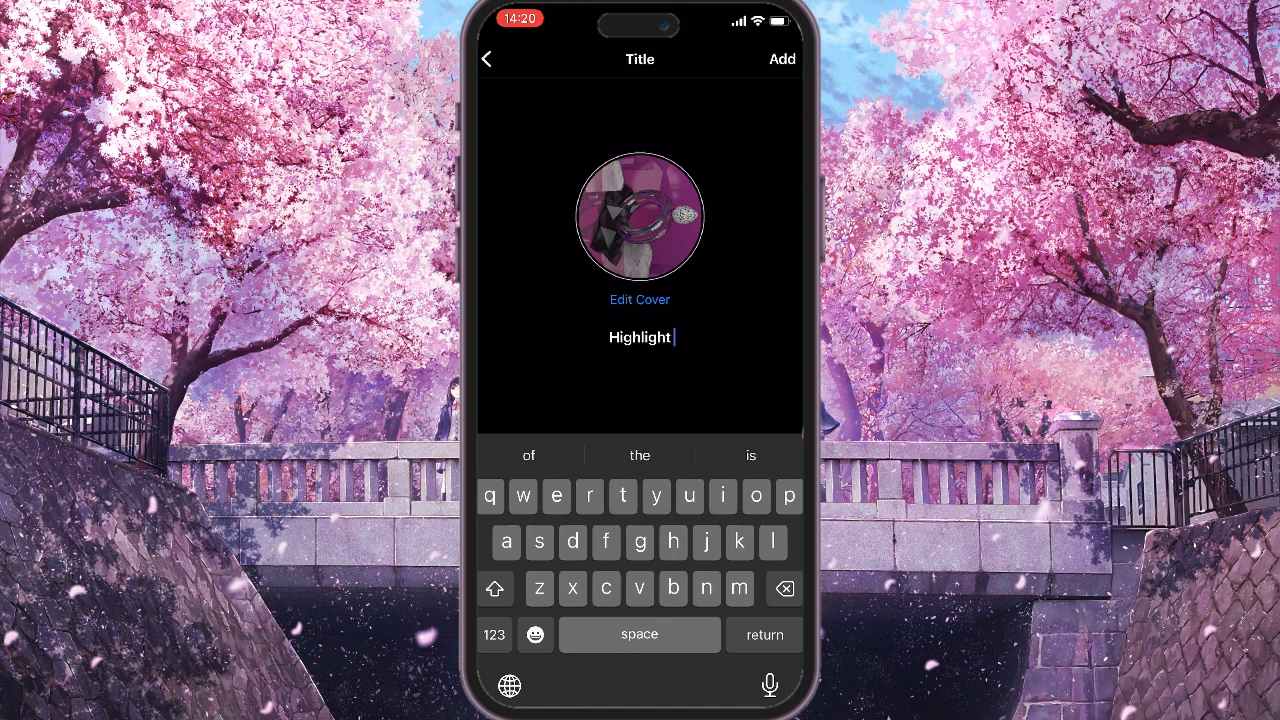 14:20
Title
Add
Edit Cover
Highlight
of the is
q w e r t y u i o p
a s d f g h j k l
z x c v b n m
123 space return